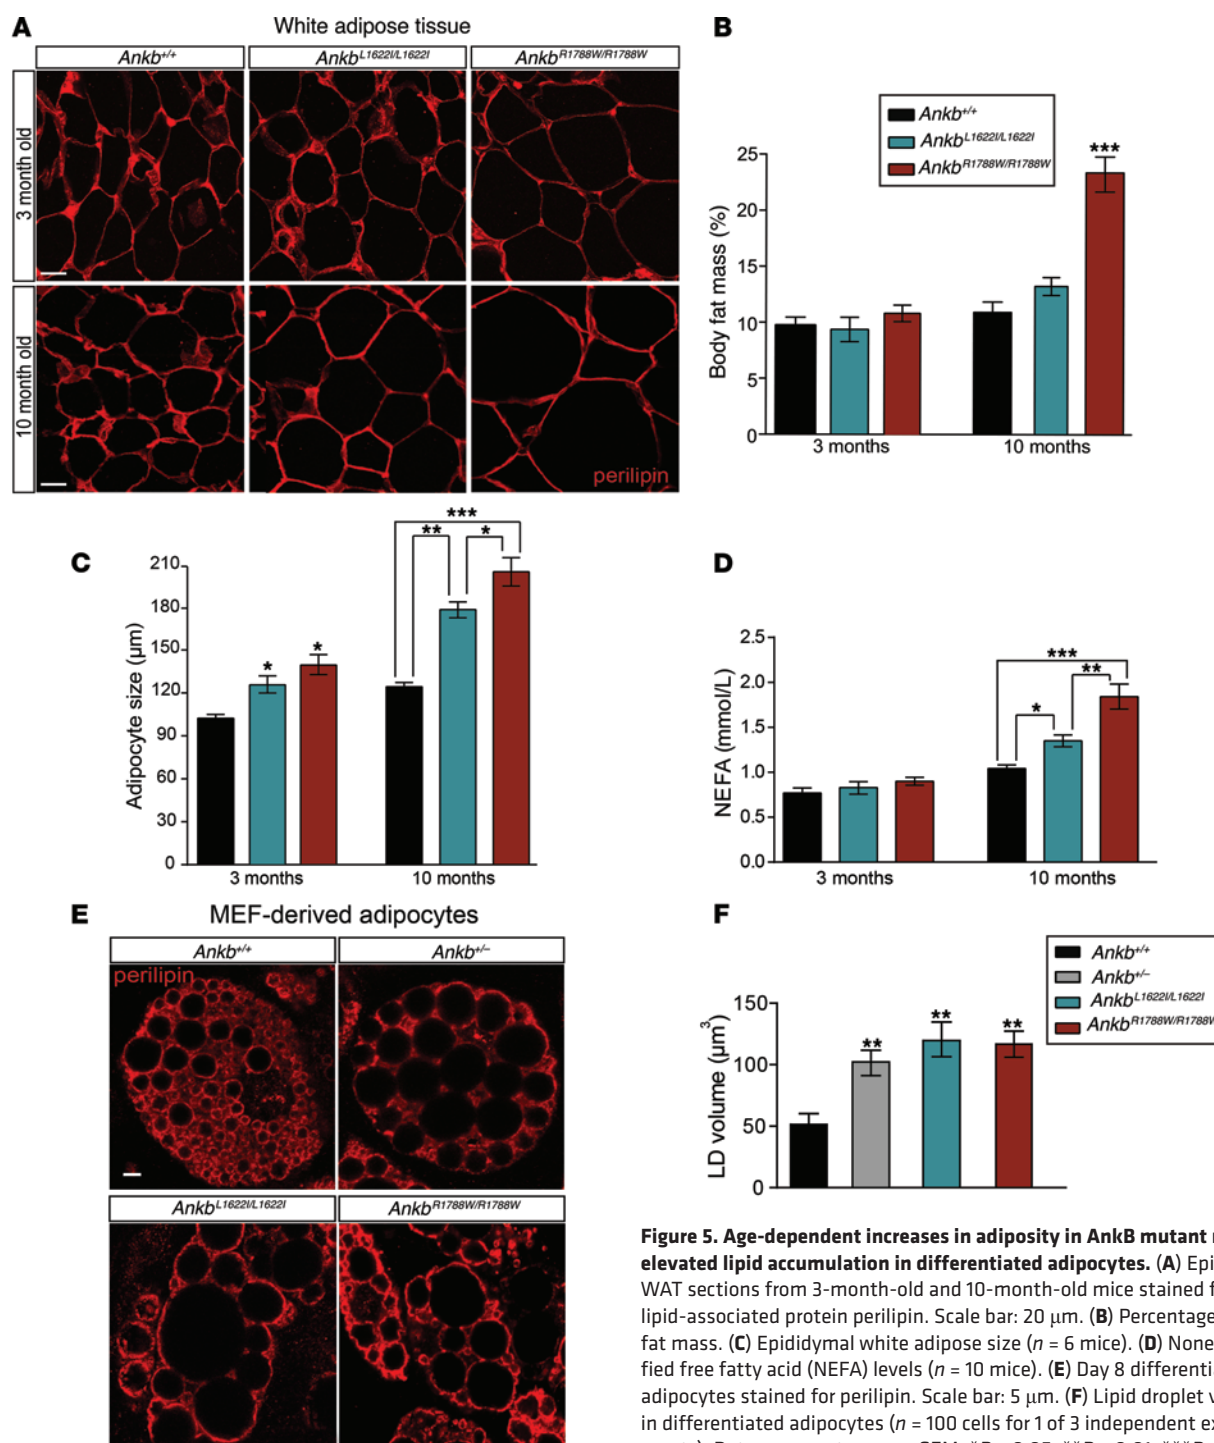 A
White adipose tissue
Ankb+/+
AnkbL1622I/L1622I
AnkbR1788W/R1788W
3 month old
10 month old
perilipin
B
Ankb+/+
AnkbL1622I/L1622I
AnkbR1788W/R1788W
Body fat mass (%)
25
20
15
10
5
0
***
3 months
10 months
C
Adipocyte size (µm)
210
180
150
120
90
60
30
0
*
*
**
***
*
3 months
10 months
D
NEFA (mmol/L)
2.5
2.0
1.5
1.0
0.5
0.0
*
***
**
3 months
10 months
E
MEF-derived adipocytes
Ankb+/+
Ankb+/–
perilipin
AnkbL1622I/L1622I
AnkbR1788W/R1788W
F
Ankb+/+
Ankb+/–
AnkbL1622I/L1622I
AnkbR1788W/R1788W
LD volume (µm3)
150
100
50
0
**
**
**
Figure 5. Age-dependent increases in adiposity in AnkB mutant
elevated lipid accumulation in differentiated adipocytes. (A) Epi
WAT sections from 3-month-old and 10-month-old mice stained f
lipid-associated protein perilipin. Scale bar: 20 µm. (B) Percentage
fat mass. (C) Epididymal white adipose size (n = 6 mice). (D) None
fied free fatty acid (NEFA) levels (n = 10 mice). (E) Day 8 differenti
adipocytes stained for perilipin. Scale bar: 5 µm. (F) Lipid droplet v
in differentiated adipocytes (n = 100 cells for 1 of 3 independent ex